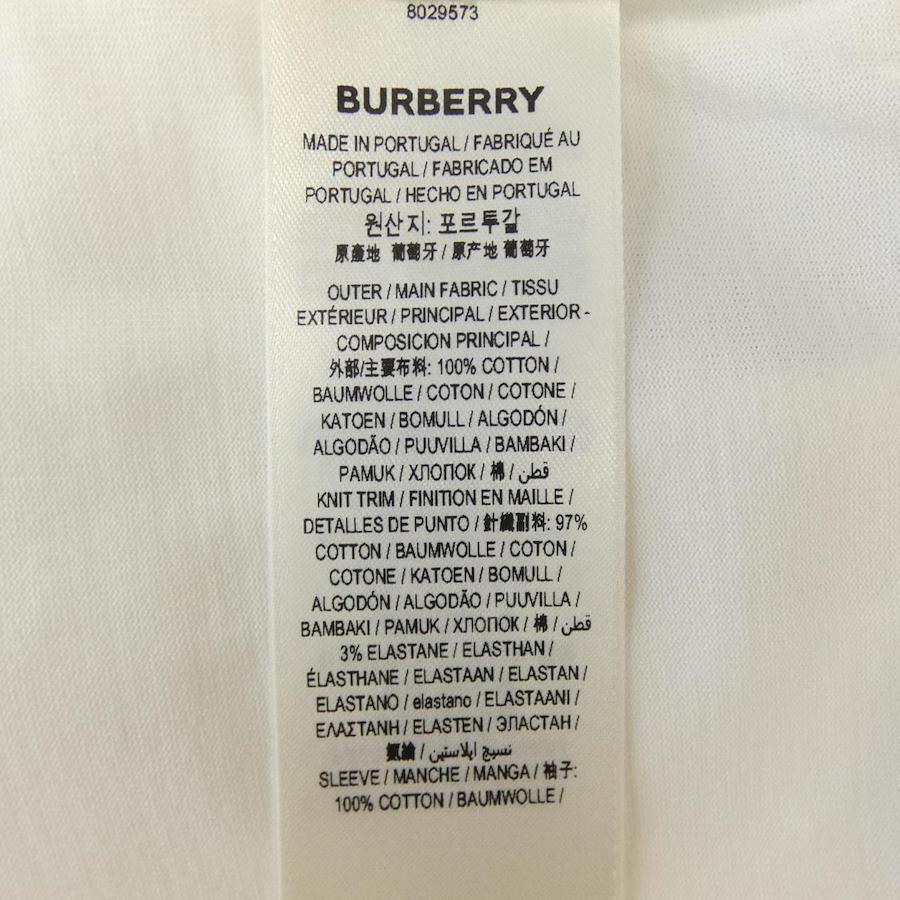 8029573
BURBERRY
MADE IN PORTUGAL / FABRIQUÉ AU
PORTUGAL / FABRICADO EM
PORTUGAL / HECHO EN PORTUGAL
원산지: 포르투갈
原產地 葡萄牙 / 原产地 葡萄牙
OUTER / MAIN FABRIC / TISSU
EXTÉRIEUR / PRINCIPAL / EXTERIOR -
COMPOSICION PRINCIPAL /
外部/主要布料: 100% COTTON /
BAUMWOLLE / COTON / COTONE /
KATOEN / BOMULL / ALGODÓN /
ALGODÃO / PUUVILLA / BAMBAKI /
PAMUK / ХЛОПОК / 棉 / قطن
KNIT TRIM / FINITION EN MAILLE /
DETALLES DE PUNTO / 針織副料: 97%
COTTON / BAUMWOLLE / COTON /
COTONE / KATOEN / BOMULL /
ALGODÓN / ALGODÃO / PUUVILLA /
BAMBAKI / PAMUK / ХЛОПОК / 棉 / قطن
3% ELASTANE / ELASTHAN /
ÉLASTHANE / ELASTAAN / ELASTAN /
ELASTANO / elastano / ELASTAANI /
ΕΛΑΣΤΑΝΗ / ELASTEN / ЭЛАСТАН /
氨綸 / نسيج ايلاستين
SLEEVE / MANCHE / MANGA / 袖子:
100% COTTON / BAUMWOLLE /